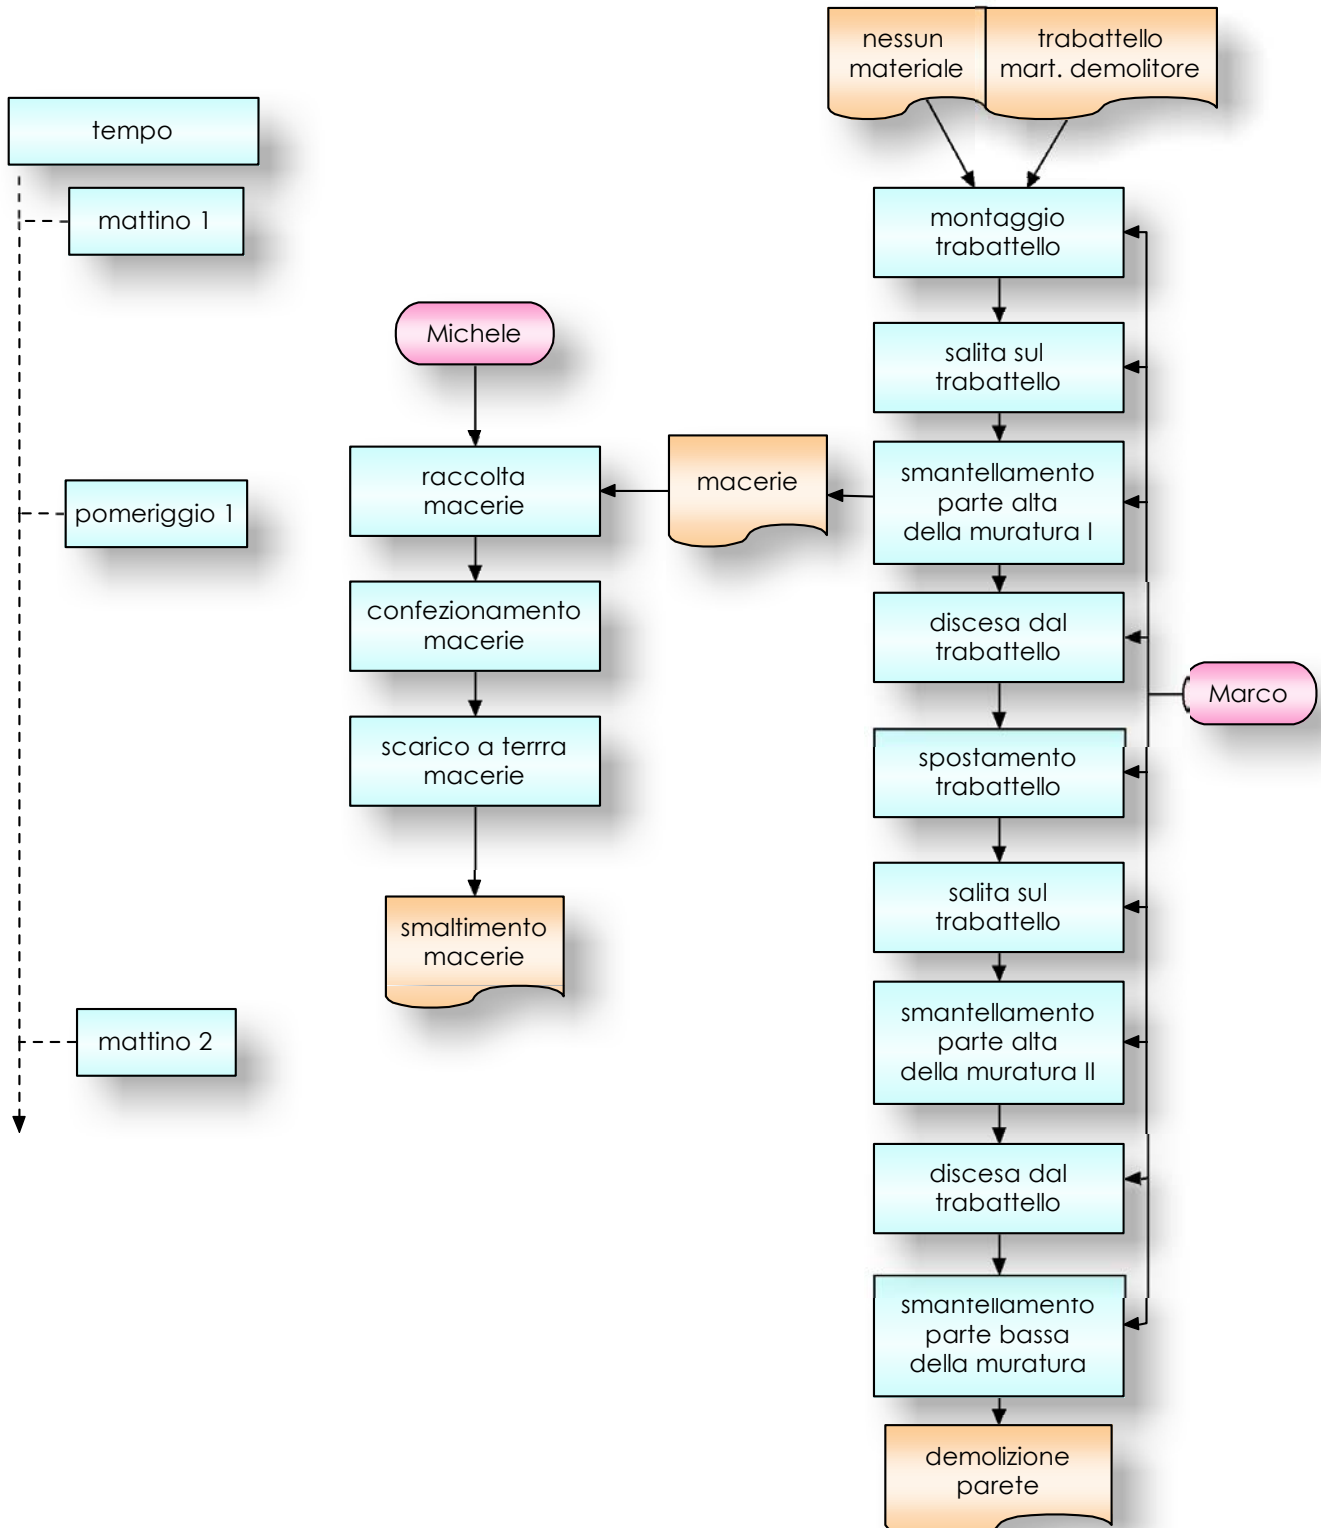 nessun
materiale
trabattello
mart. demolitore
tempo
mattino 1
montaggio
trabattello
Michele
salita sul
trabattello
raccolta
macerie
macerie
smantellamento
parte alta
della muratura I
pomeriggio 1
confezionamento
macerie
discesa dal
trabattello
Marco
scarico a terrra
macerie
spostamento
trabattello
smaltimento
macerie
salita sul
trabattello
mattino 2
smantellamento
parte alta
della muratura II
discesa dal
trabattello
smantellamento
parte bassa
della muratura
demolizione
parete